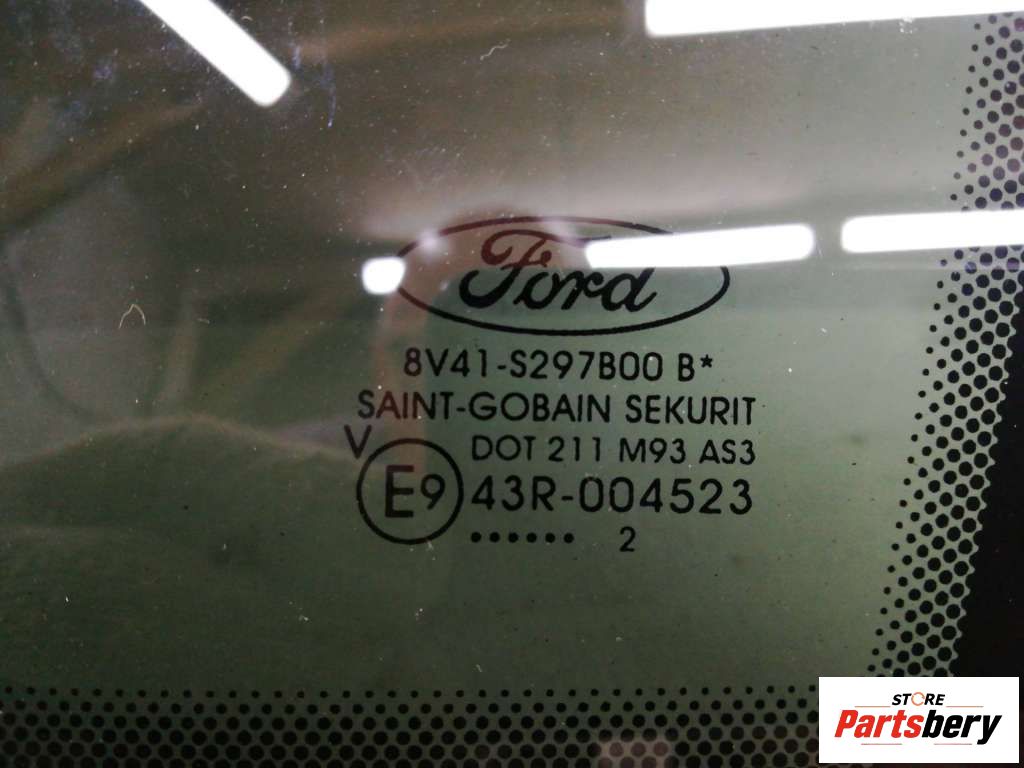 Ford
8V41-S297B00 B*
SAINT-GOBAIN SEKURIT
V
DOT 211 M93 AS3
E9 43R-004523
•••••• 2
STORE
Partsbery